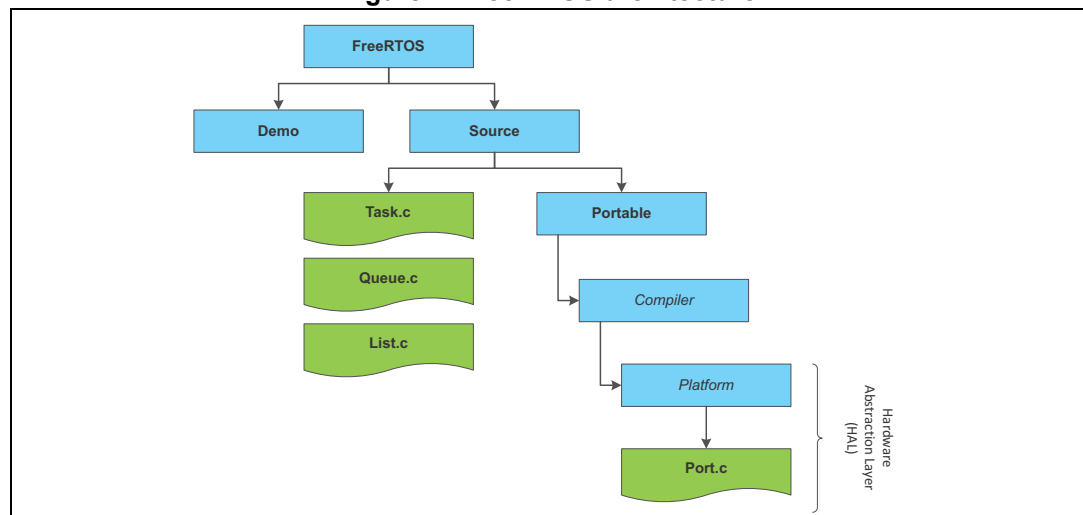 FreeRTOS
Demo
Source
Task.c
Portable
Queue.c
Compiler
List.c
Platform
Port.c
Hardware
Abstraction Layer
(HAL)